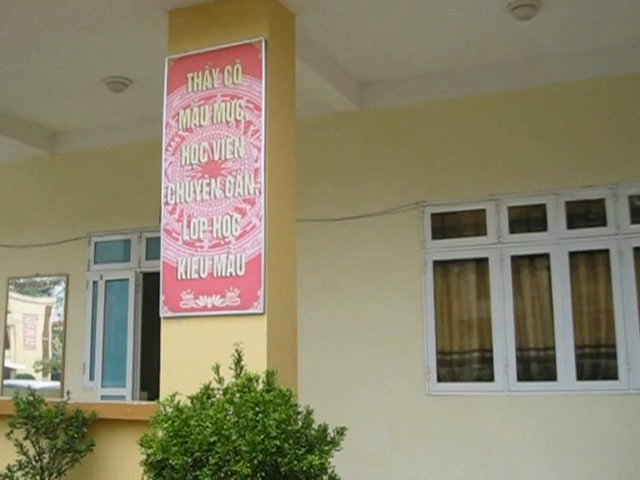 THẦY CÔ
MẪU MỰC,
HỌC VIÊN
CHUYÊN CẦN,
LỚP HỌC
KIỂU MẪU